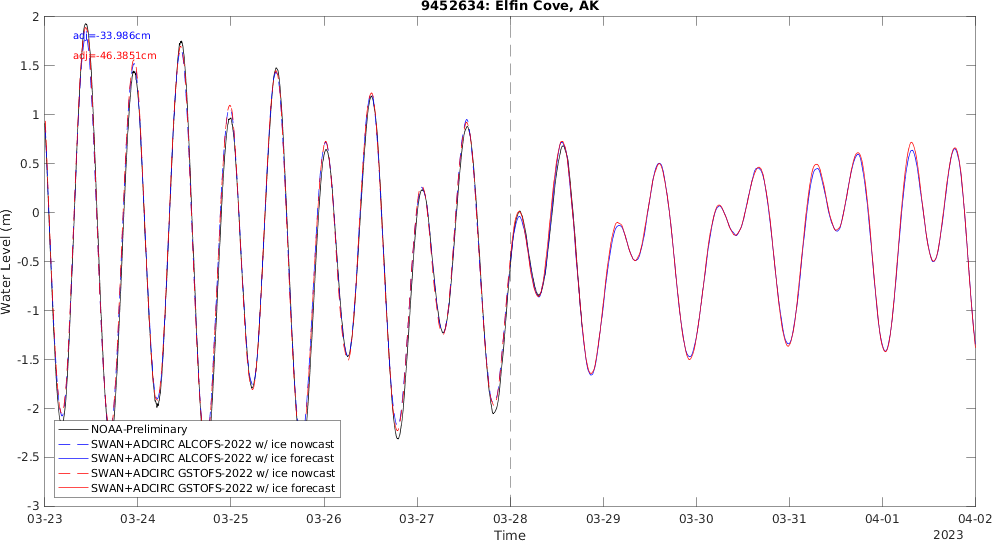 9452634: Elfin Cove, AK
adj=-33.986cm
adj=-46.3851cm
Water Level (m)
2
1.5
1
0.5
0
-0.5
-1
-1.5
-2
-2.5
-3
NOAA-Preliminary
SWAN+ADCIRC ALCOFS-2022 w/ ice nowcast
SWAN+ADCIRC ALCOFS-2022 w/ ice forecast
SWAN+ADCIRC GSTOFS-2022 w/ ice nowcast
SWAN+ADCIRC GSTOFS-2022 w/ ice forecast
03-23 03-24 03-25 03-26 03-27 03-28 03-29 03-30 03-31 04-01 04-02
Time
2023